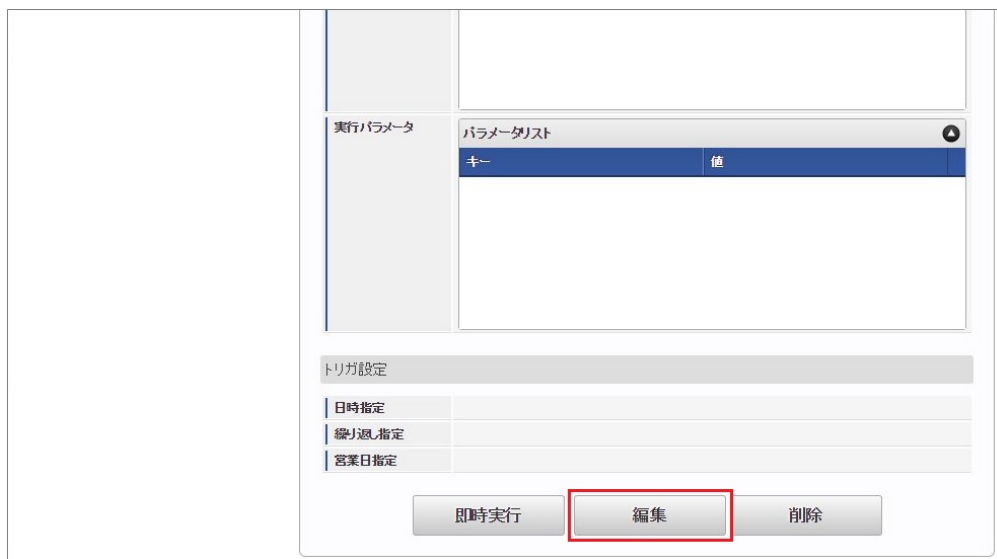 実行パラメータ
パラメータリスト
キー 値
トリガ設定
日時指定
繰り返し指定
営業日指定
即時実行 編集 削除